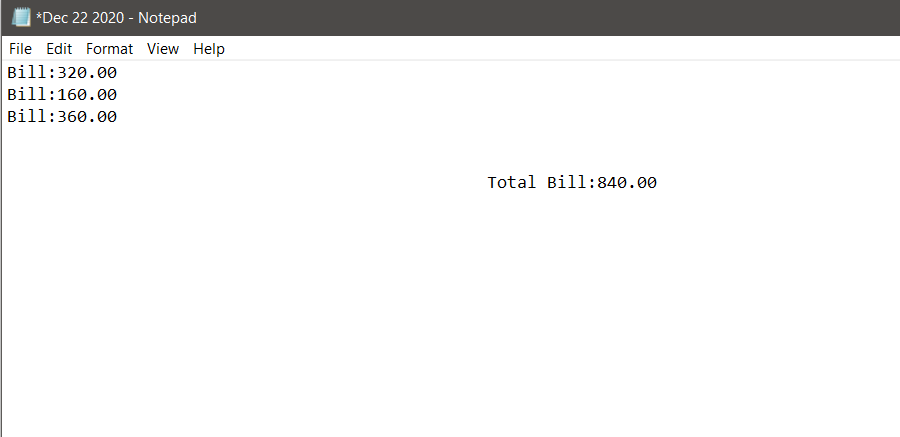 *Dec 22 2020 - Notepad
File Edit Format View Help
Bill:320.00
Bill:160.00
Bill:360.00
Total Bill:840.00